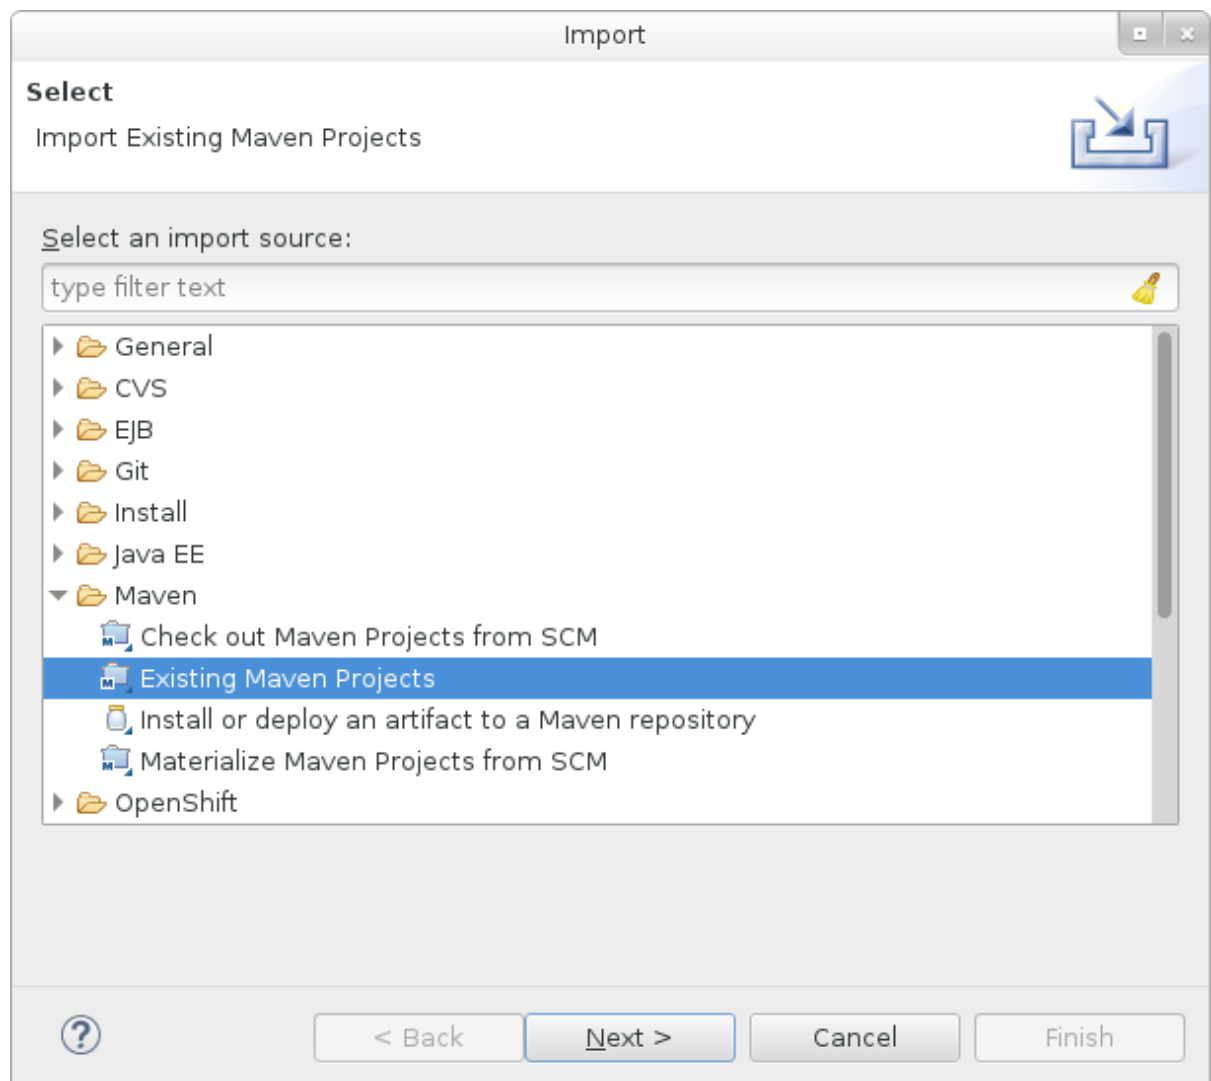 Import
Select
Import Existing Maven Projects
Select an import source:
type filter text
General
CVS
EJB
Git
Install
Java EE
Maven
Check out Maven Projects from SCM
Existing Maven Projects
Install or deploy an artifact to a Maven repository
Materialize Maven Projects from SCM
OpenShift
< Back Next > Cancel Finish